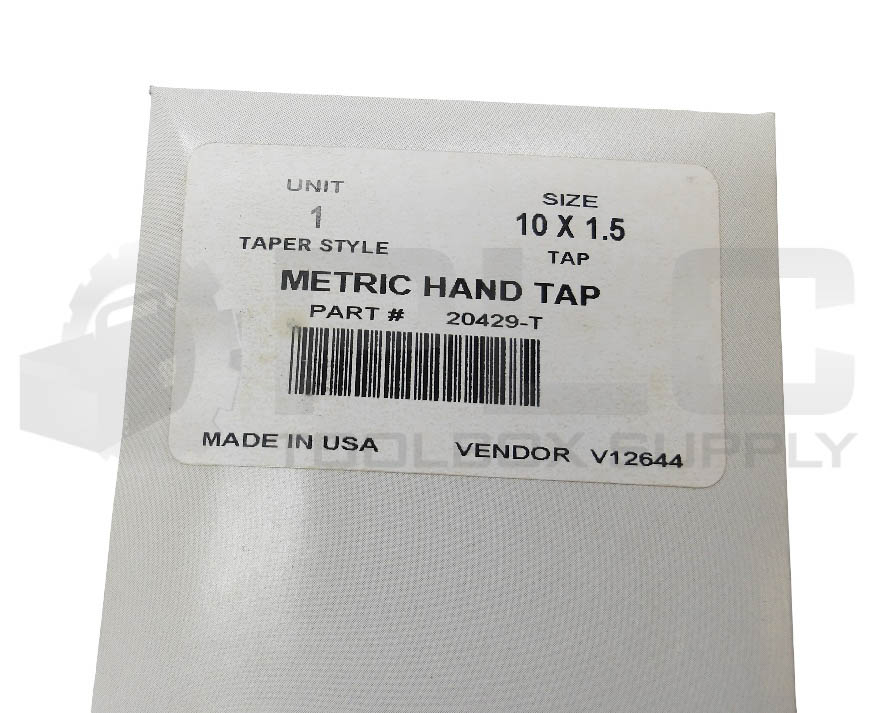 UNIT
1
TAPER STYLE
SIZE
10 X 1.5
TAP
METRIC HAND TAP
PART # 20429-T
MADE IN USA VENDOR V12644
PLC
TOOLBOX SUPPLY